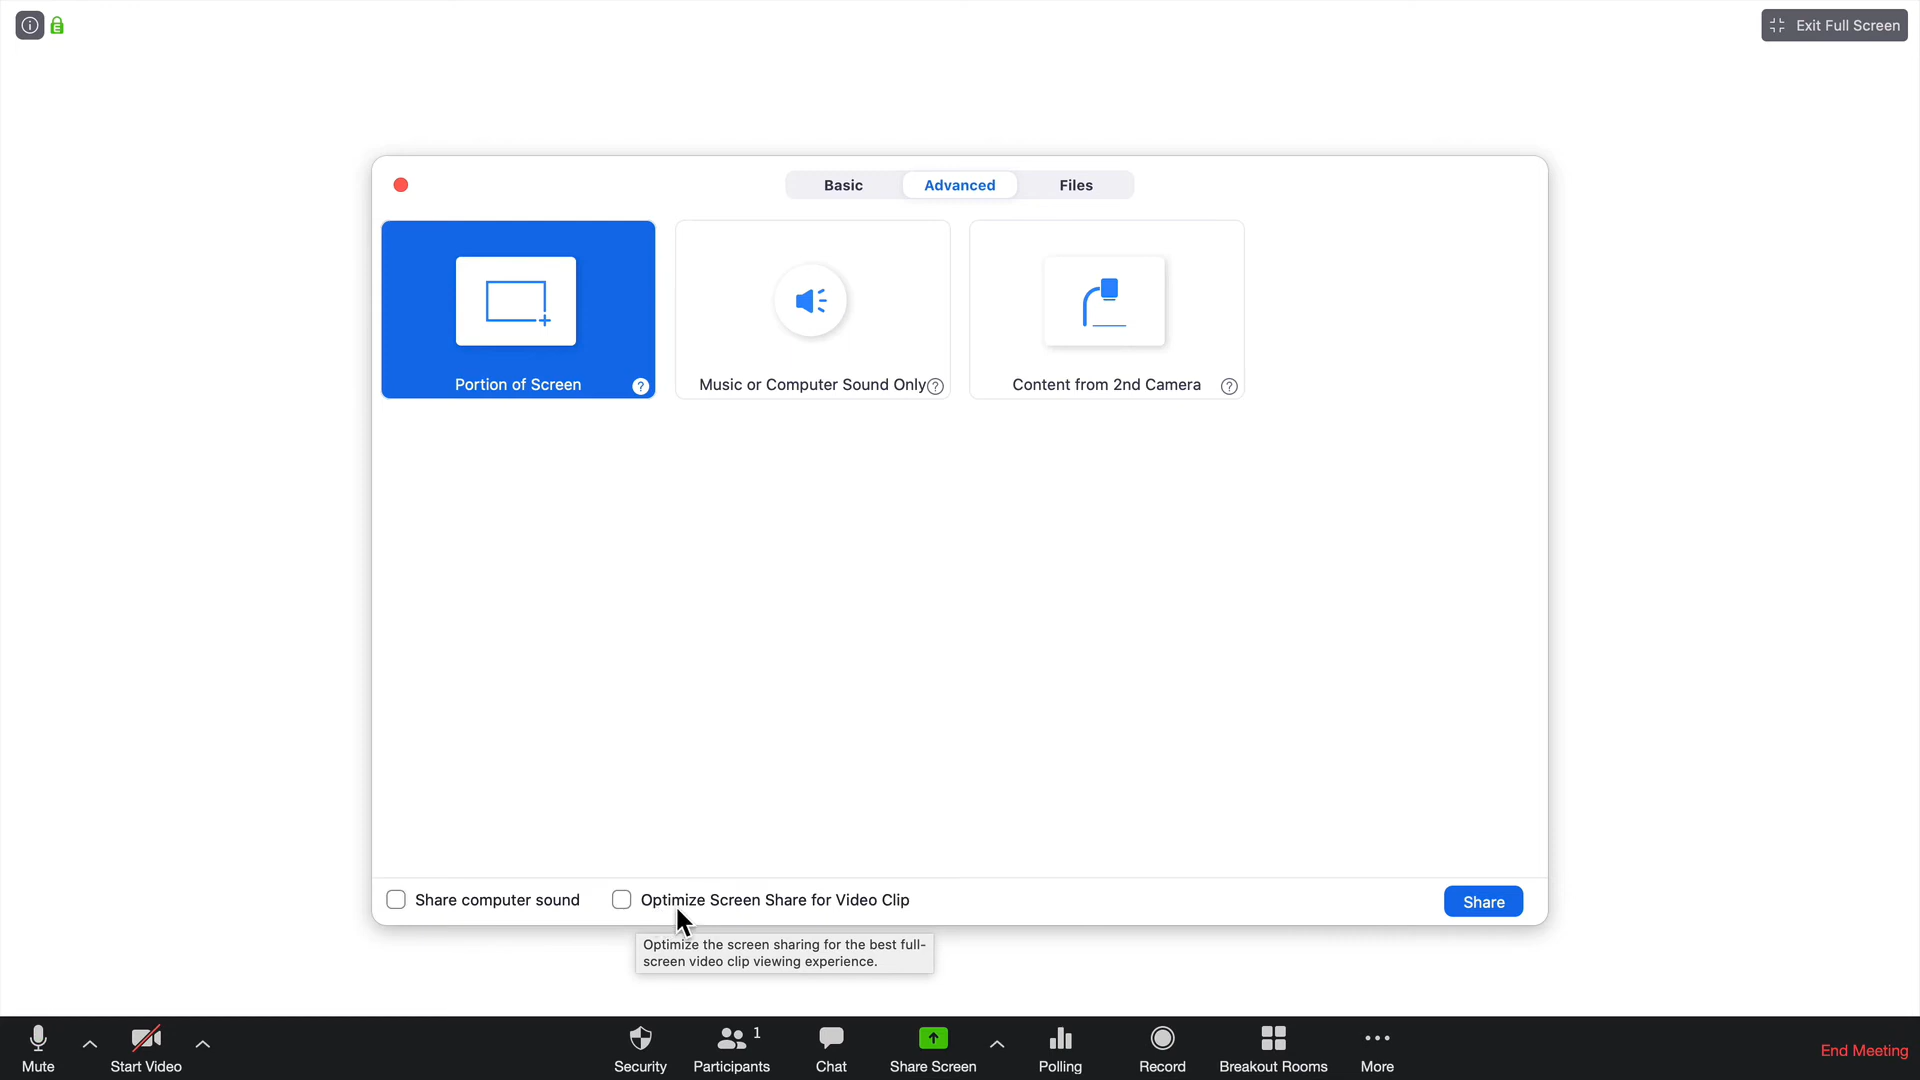 Exit Full Screen
Basic
Advanced
Files
Portion of Screen
?
Music or Computer Sound Only
?
Content from 2nd Camera
?
Share computer sound
Optimize Screen Share for Video Clip
Share
Optimize the screen sharing for the best full-
screen video clip viewing experience.
Mute
Start Video
Security
Participants
1
Chat
Share Screen
Polling
Record
Breakout Rooms
More
End Meeting